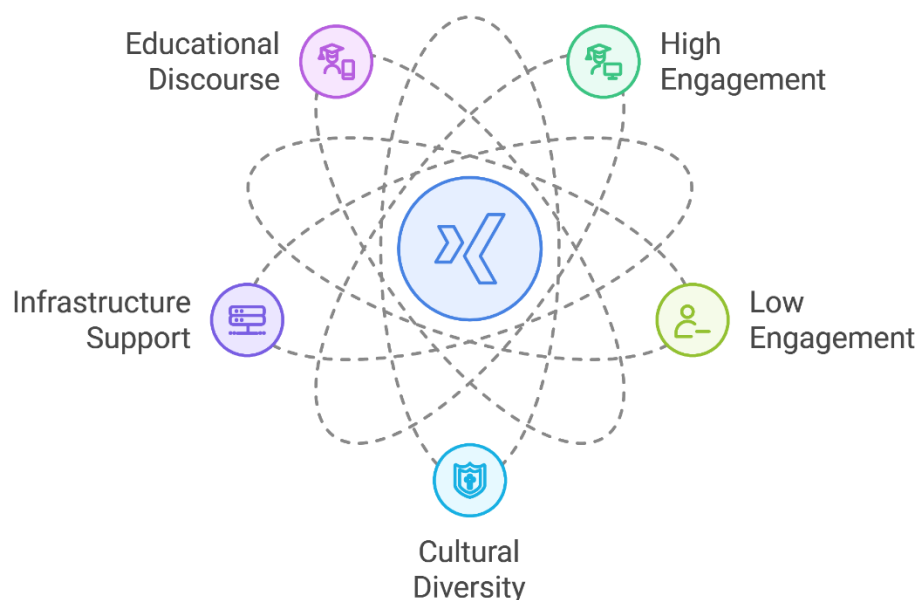 Educational
Discourse
High
Engagement
Infrastructure
Support
Low
Engagement
Cultural
Diversity